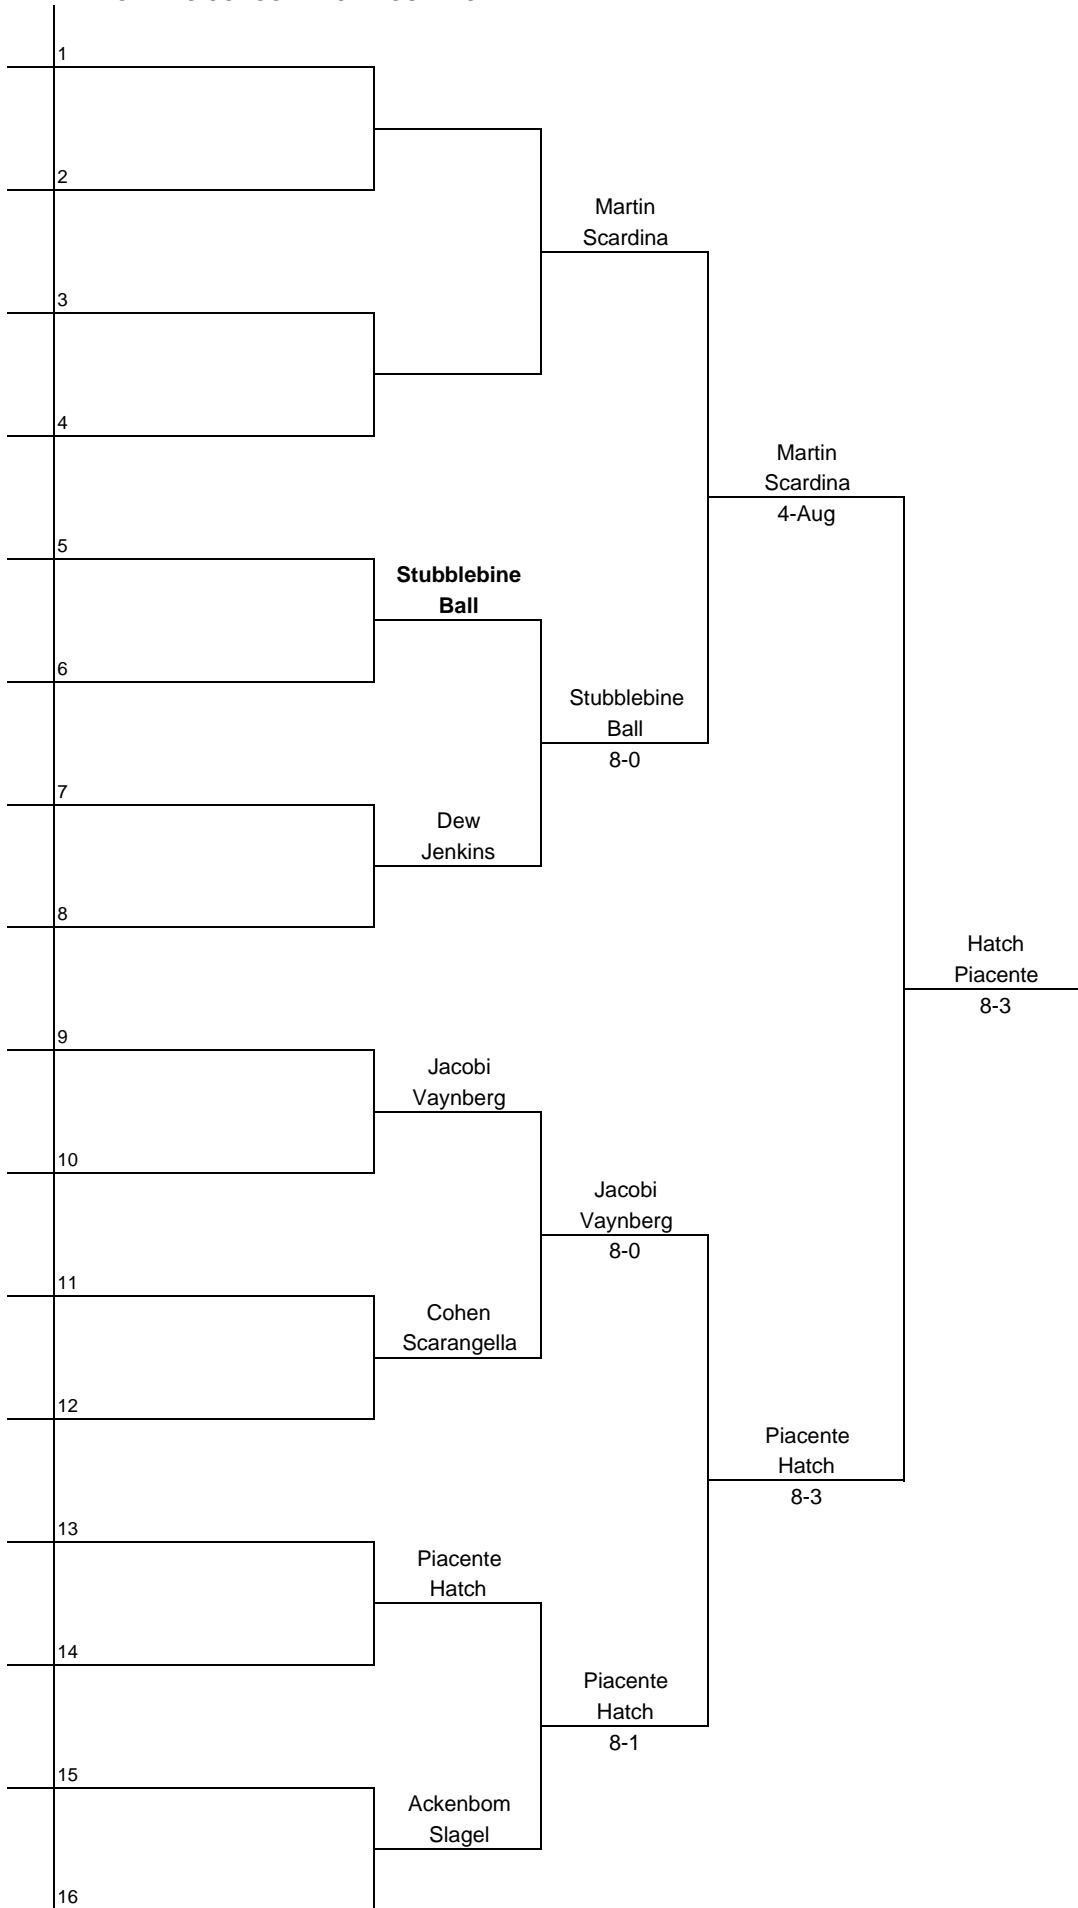 1
2
Martin
Scardina
3
4
Martin
Scardina
4-Aug
5
Stubblebine
Ball
6
Stubblebine
Ball
8-0
7
Dew
Jenkins
8
Hatch
Piacente
8-3
9
Jacobi
Vaynberg
10
Jacobi
Vaynberg
8-0
11
Cohen
Scarangella
12
Piacente
Hatch
8-3
13
Piacente
Hatch
14
Piacente
Hatch
8-1
15
Ackenbom
Slagel
16